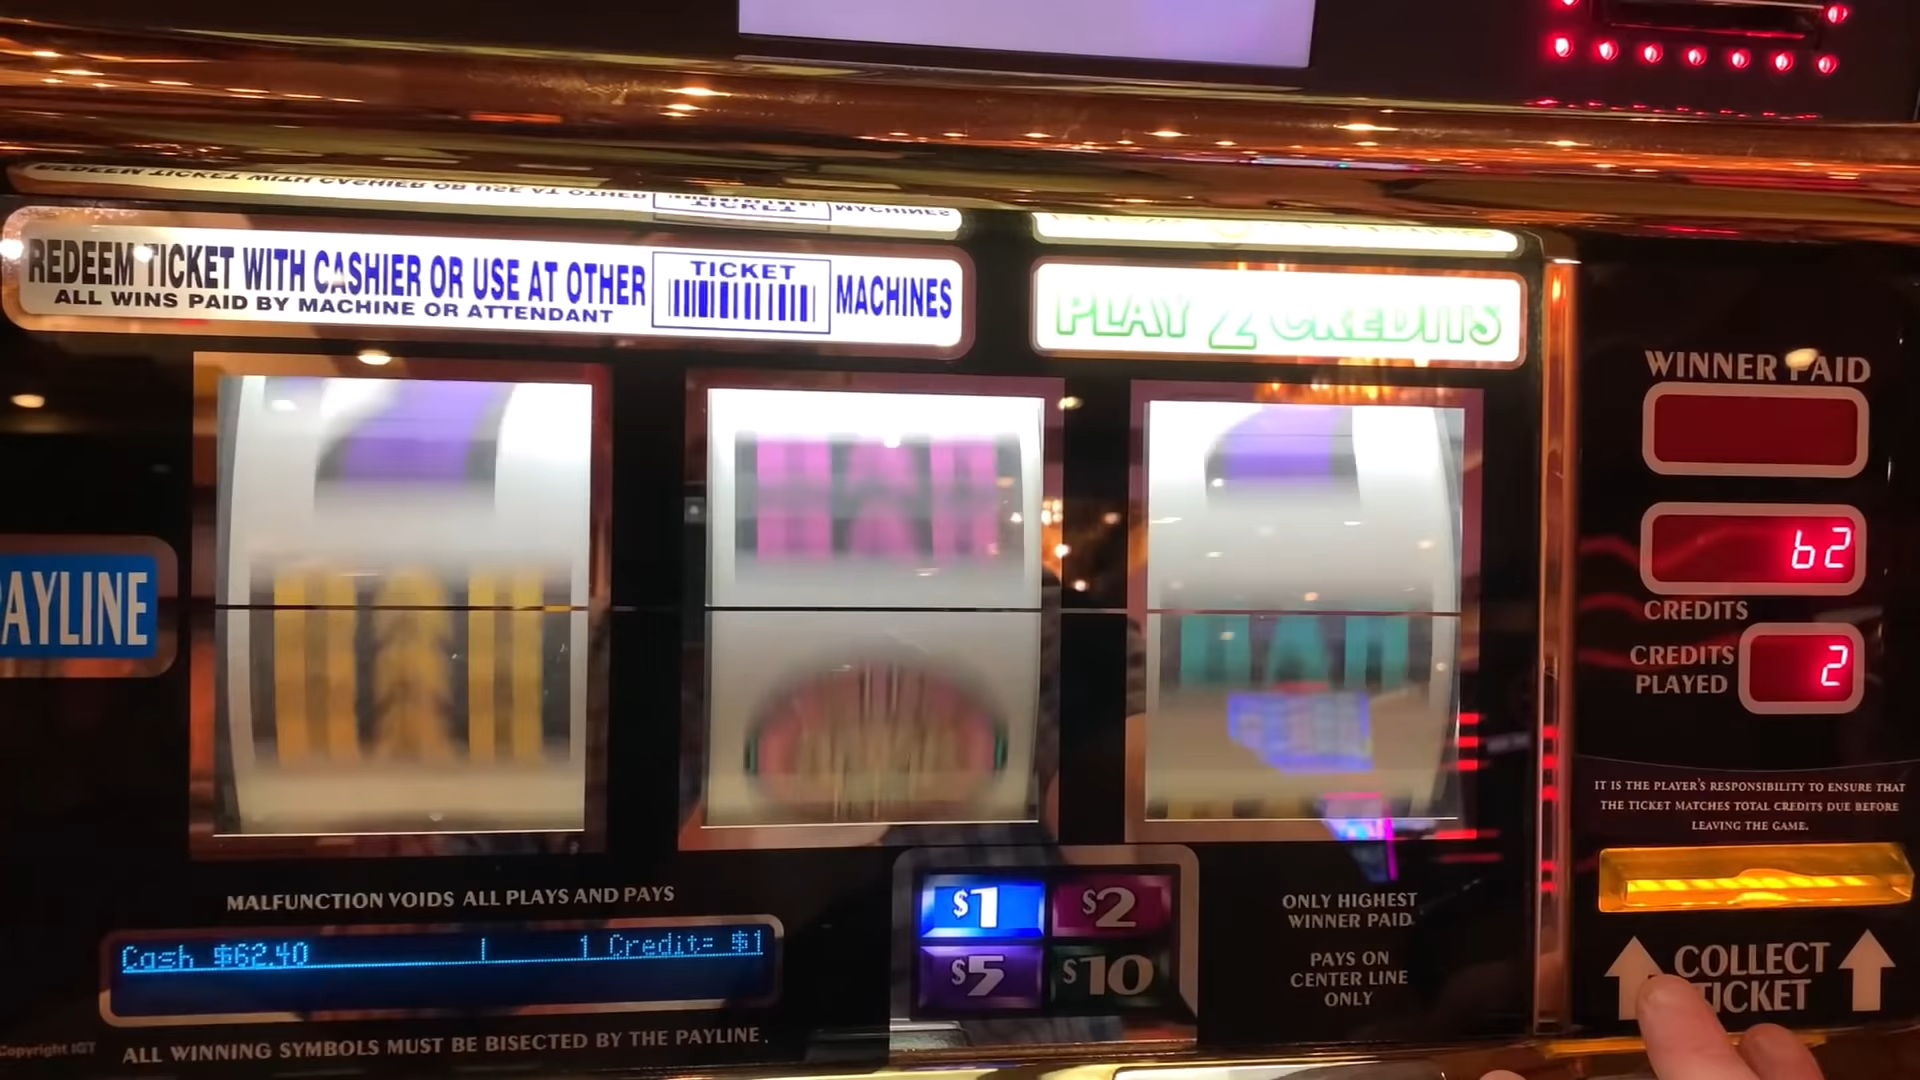 REDEEM TICKET WITH CASHIER OR USE AT OTHER
TICKET
MACHINES
ALL WINS PAID BY MACHINE OR ATTENDANT
PLAY 2 CREDITS
WINNER PAID
62
CREDITS
CREDITS
PLAYED
2
PAYLINE
IT IS THE PLAYER'S RESPONSIBILITY TO ENSURE THAT
THE TICKET MATCHES TOTAL CREDITS DUE BEFORE
LEAVING THE GAME.
MALFUNCTION VOIDS ALL PLAYS AND PAYS
Cash $62.40 | 1 Credit= $1
$1
$2
$5
$10
ONLY HIGHEST
WINNER PAID
PAYS ON
CENTER LINE
ONLY
COLLECT
TICKET
Copyright IGT
ALL WINNING SYMBOLS MUST BE BISECTED BY THE PAYLINE.